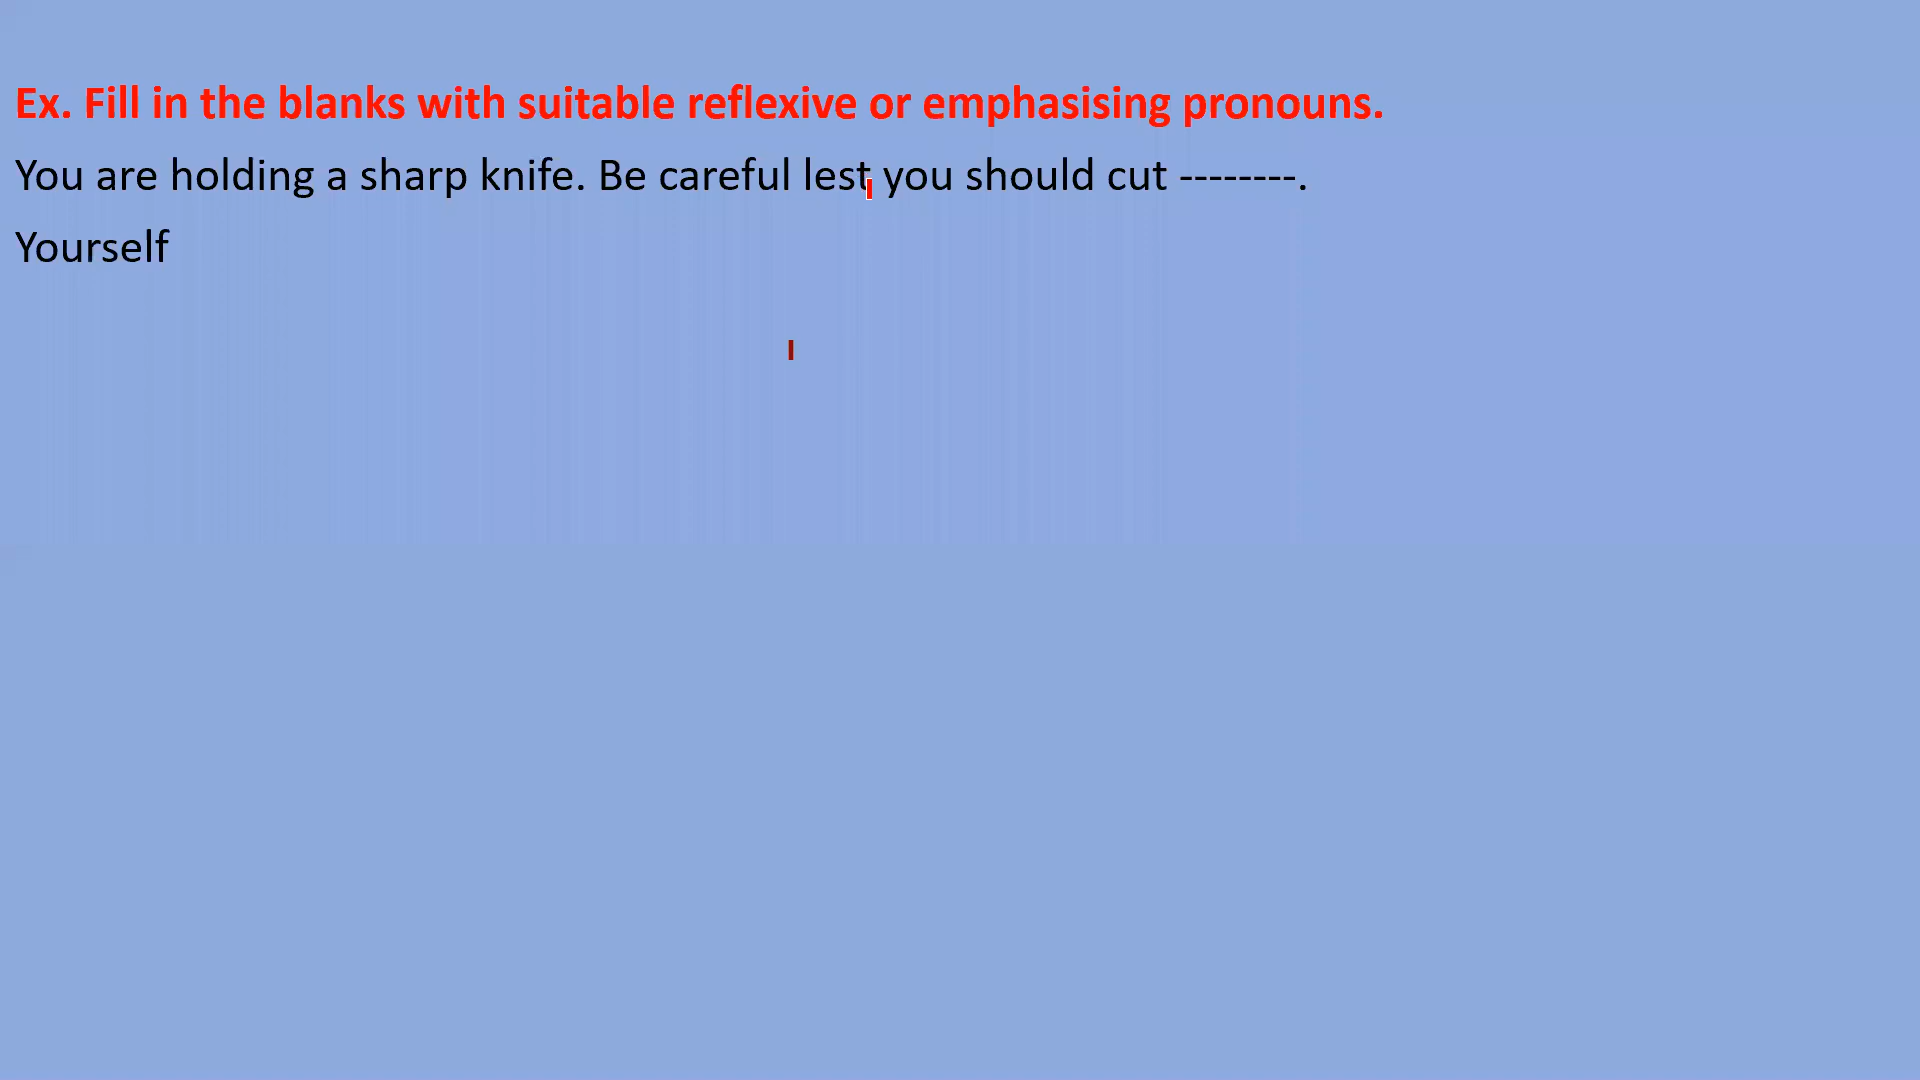 Ex. Fill in the blanks with suitable reflexive or emphasising pronouns.
You are holding a sharp knife. Be careful lest you should cut --------.
Yourself